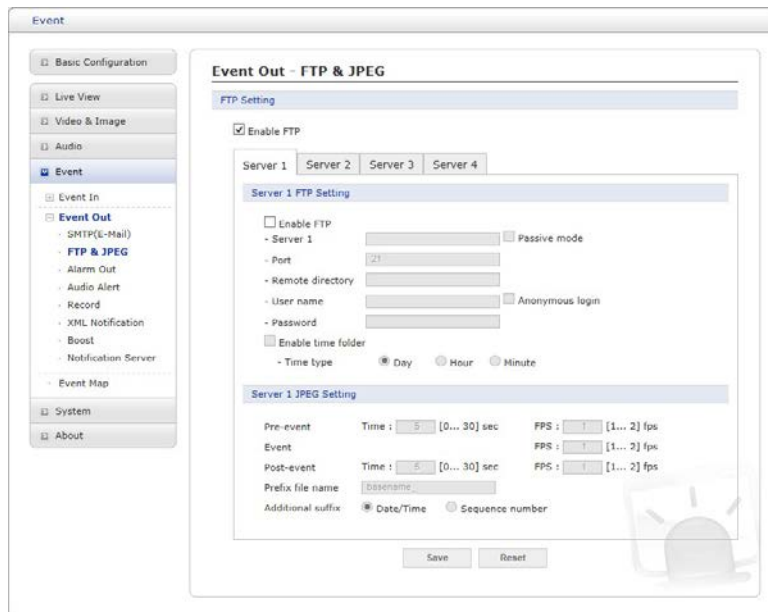 Event
Basic Configuration
Live View
Video & Image
Audio
Event
Event In
Event Out
SMTP(E-Mail)
FTP & JPEG
Alarm Out
Audio Alert
Record
XML Notification
Boost
Notification Server
Event Map
System
About
Event Out - FTP & JPEG
FTP Setting
Enable FTP
Server 1 Server 2 Server 3 Server 4
Server 1 FTP Setting
Enable FTP
- Server 1 Passive mode
- Port 21
- Remote directory
- User name Anonymous login
- Password
Enable time folder
- Time type Day Hour Minute
Server 1 JPEG Setting
Pre-event Time : 5 [0... 30] sec FPS : 1 [1... 2] fps
Event FPS : 1 [1... 2] fps
Post-event Time : 5 [0... 30] sec FPS : 1 [1... 2] fps
Prefix file name basename_
Additional suffix Date/Time Sequence number
Save Reset